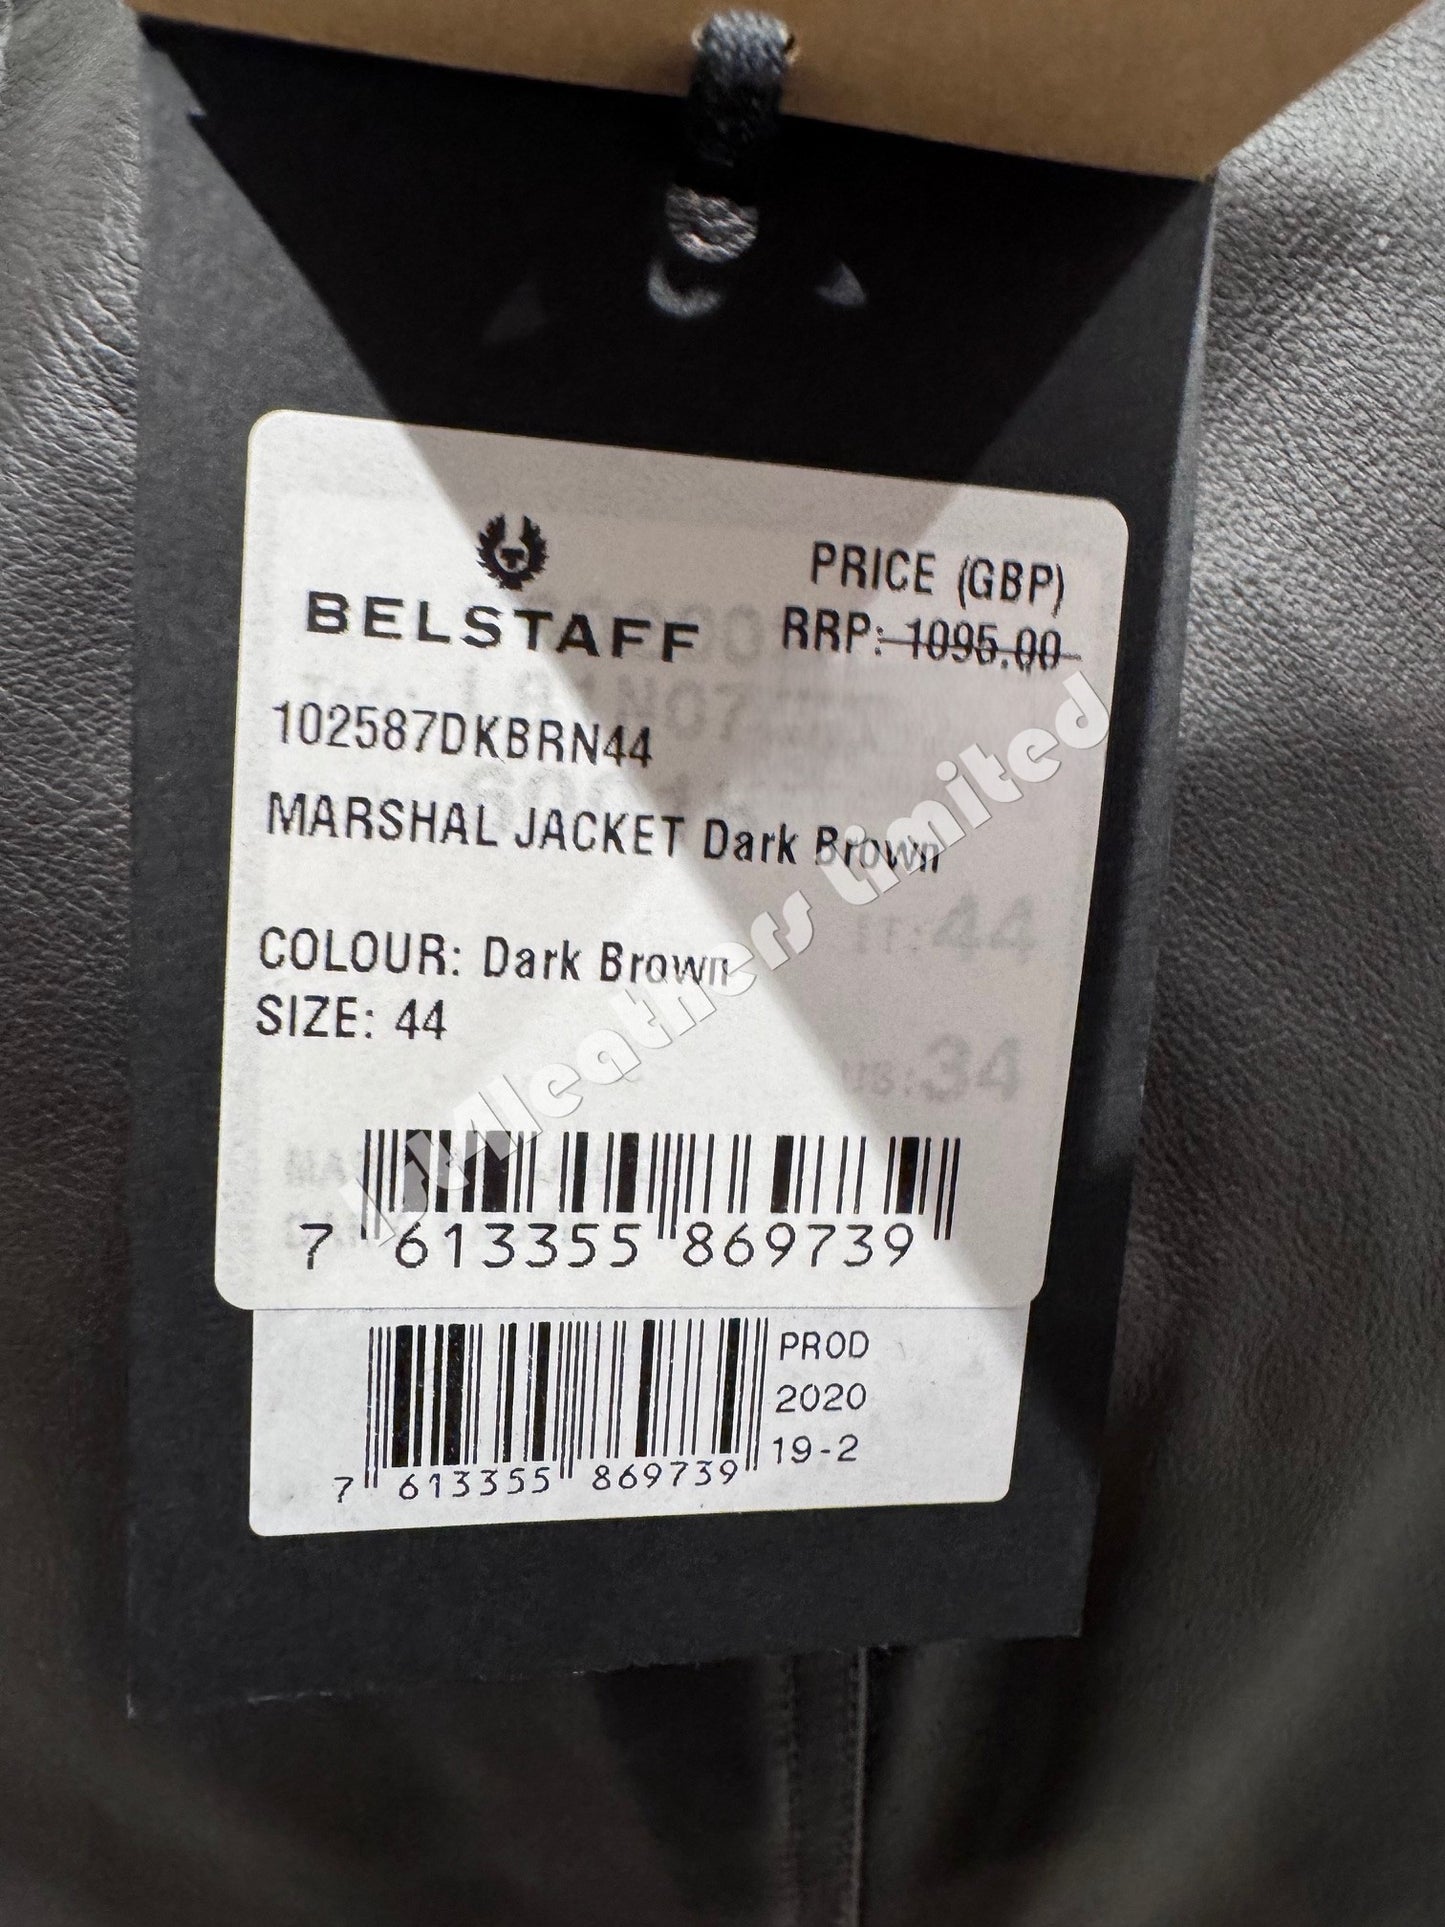 PRICE (GBP)
BELSTAFF
RRP: 1095.00
102587DKBRN44
MARSHAL JACKET Dark Brown
COLOUR: Dark Brown
SIZE: 44
IT: 44
US: 34
7 613355 869739
PROD
2020
19-2
7 613355 869739
leathers limited